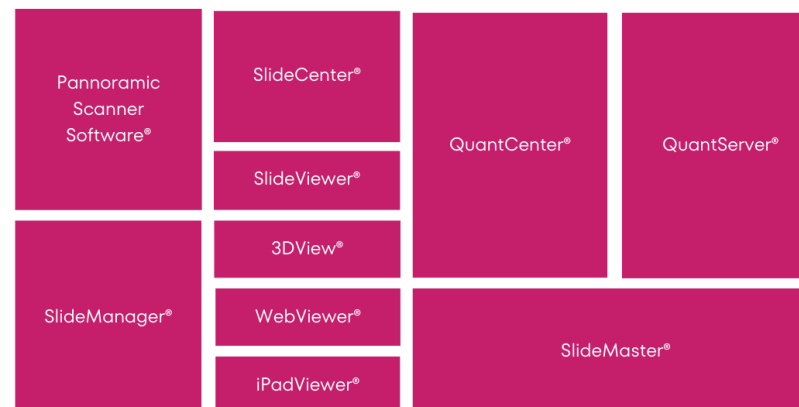 Pannoramic
Scanner
Software®
SlideManager®
SlideCenter®
SlideViewer®
3DView®
WebViewer®
iPadViewer®
QuantCenter®
QuantServer®
SlideMaster®